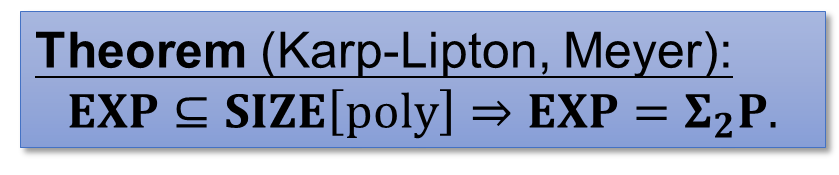 Theorem (Karp-Lipton, Meyer):
EXP ⊆ SIZE[poly] ⇒ EXP = Σ₂P.